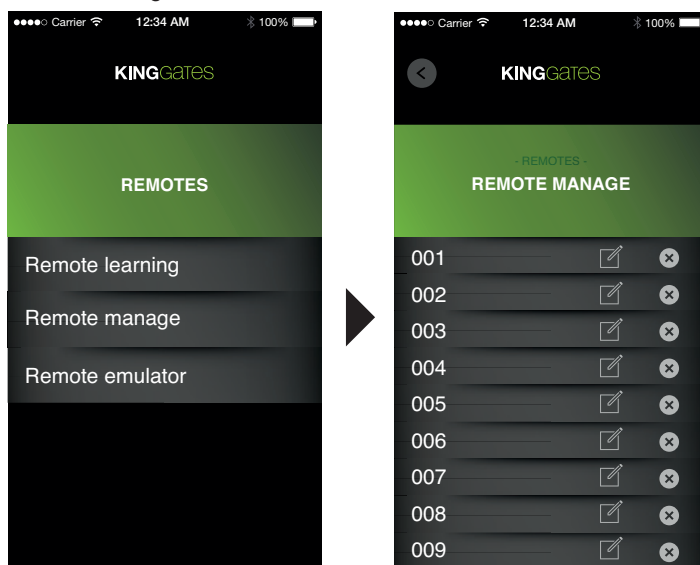 Carrier 12:34 AM 100%
KINGGATES
REMOTES
Remote learning
Remote manage
Remote emulator
Carrier 12:34 AM 100%
KINGGATES
- REMOTES -
REMOTE MANAGE
001
002
003
004
005
006
007
008
009